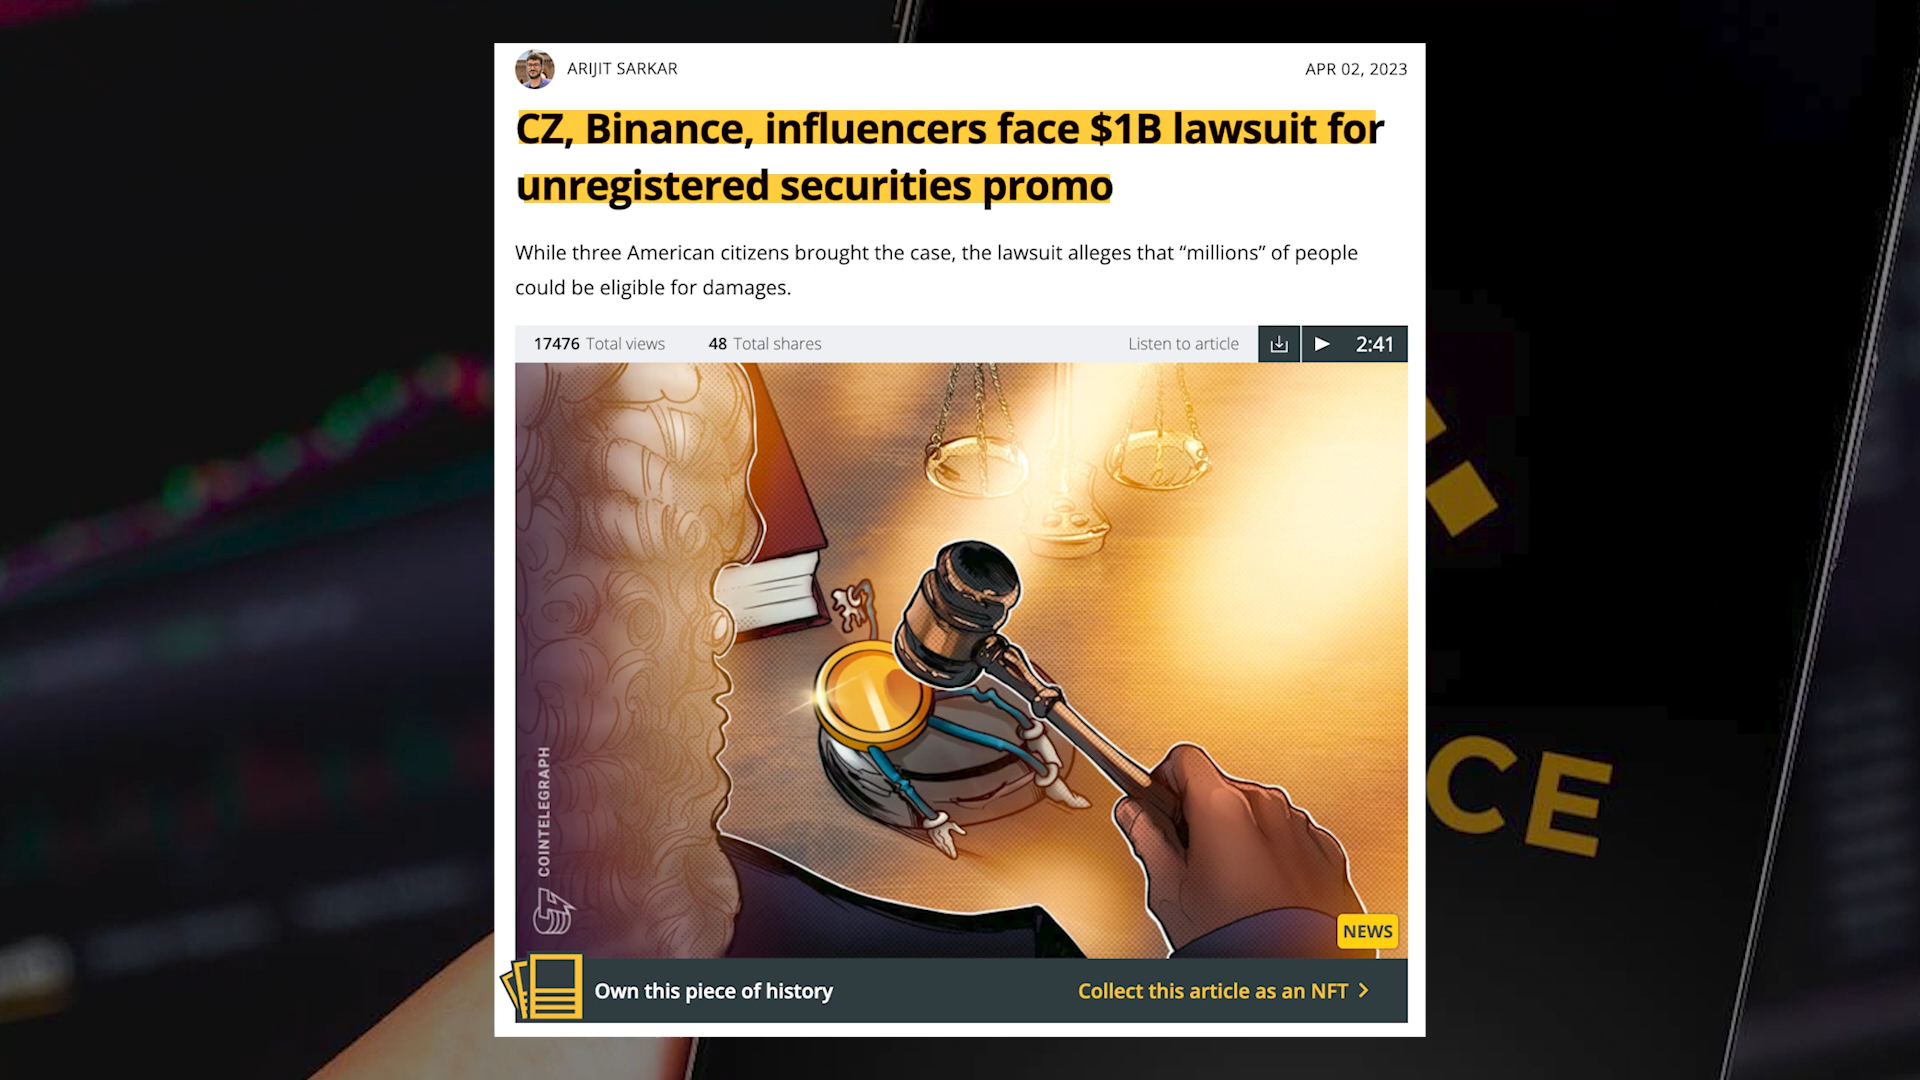 ARIJIT SARKAR
APR 02, 2023
CZ, Binance, influencers face $1B lawsuit for
unregistered securities promo
While three American citizens brought the case, the lawsuit alleges that “millions” of people
could be eligible for damages.
17476 Total views 48 Total shares Listen to article 2:41
COINTELEGRAPH
NEWS
Own this piece of history
Collect this article as an NFT
CE